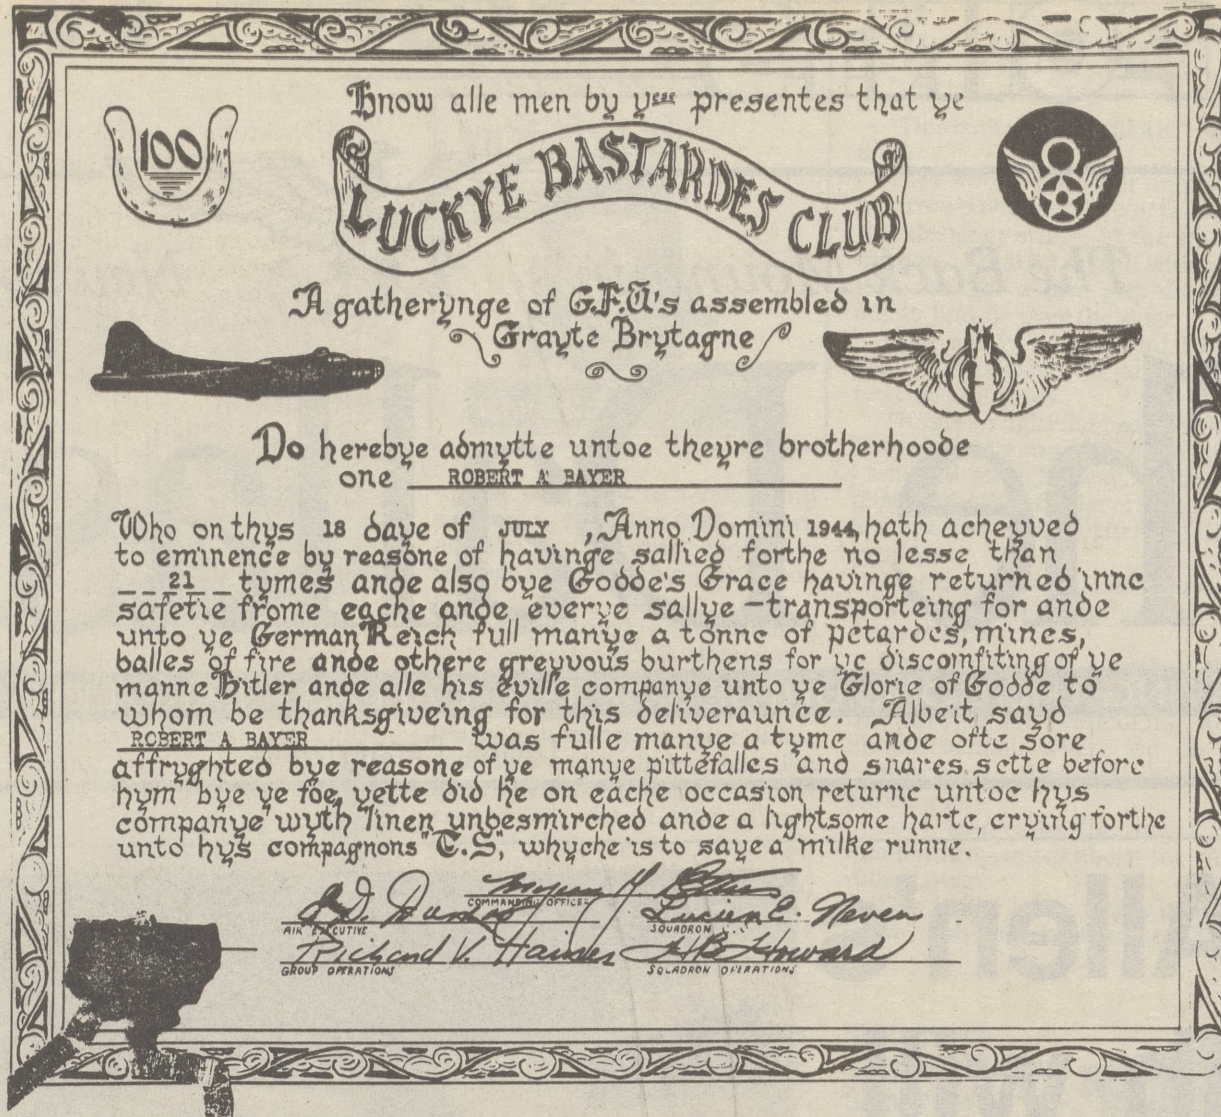 Know alle men by yese presentes that ye
100
LUCKYE BASTARDES CLUB
A gatherynge of G.F.U's assembled in
Grayte Brytagne
Do herebye admytte untoe theyre brotherhoode
one ROBERT A BAYER
Who on thys 18 daye of JULY , Anno Domini 1944, hath acheyved
to eminence by reasone of havinge sallied forthe no lesse than
21 tymes ande also bye Godde's Grace havinge returned inne
safetie frome eache ande everye sallye - transporteing for ande
unto ye German Reich full manye a tonne of petardes, mines,
balles of fire ande othere greyvous burthens for ye discomfiting of ye
manne Hitler ande alle his eville companye unto ye Glorie of Godde to
whom be thanksgiveing for this deliveraunce. Albeit sayd
ROBERT A BAYER was fulle manye a tyme ande ofte sore
affryghted bye reasone of ye manye pittefalles and snares sette before
hym bye ye foe, yette did he on eache occasion returne untoe hys
companye wyth linen unbesmirched ande a lightsome harte, crying forthe
unto hys compagnons "T.S", whyche is to saye a milke runne.
COMMANDING OFFICER
Lucien E. Neven
AIR EXECUTIVE
SQUADRON
Richard V. H B Howard
GROUP OPERATIONS
SQUADRON OPERATIONS